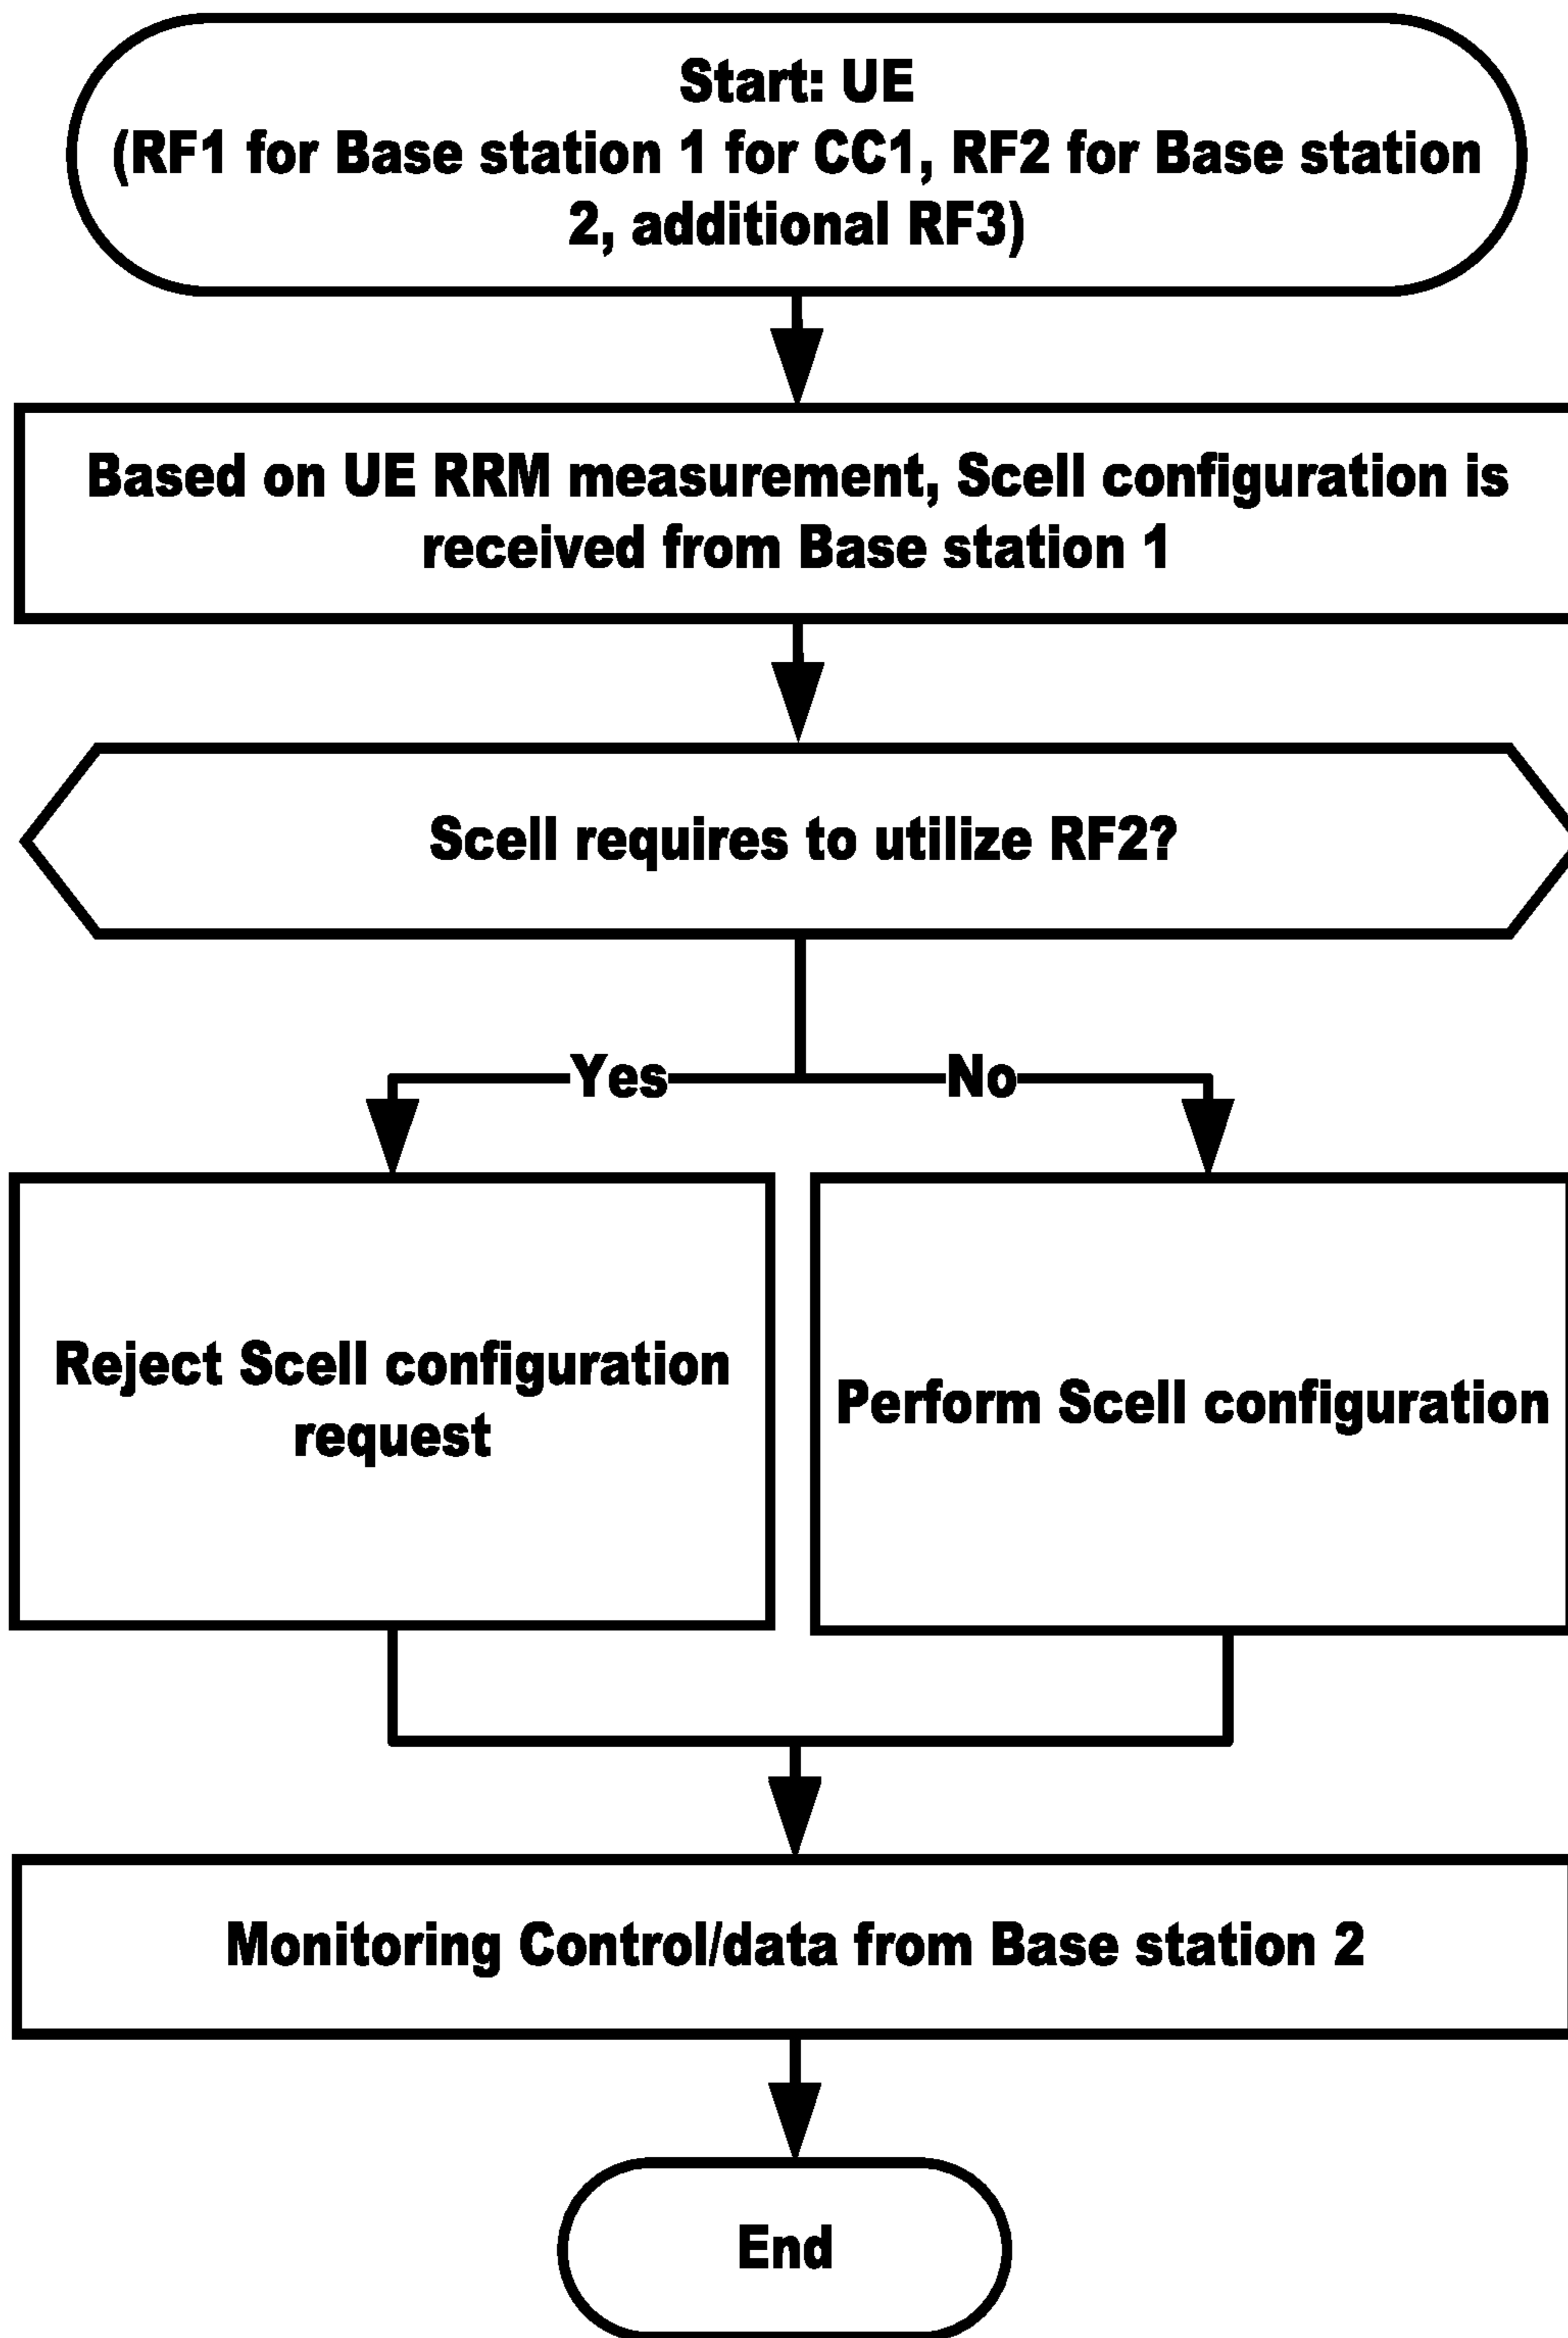 Start: UE
(RF1 for Base station 1 for CC1, RF2 for Base station
2, additional RF3)
Based on UE RRM measurement, Scell configuration is
received from Base station 1
Scell requires to utilize RF2?
Yes
No
Reject Scell configuration
request
Perform Scell configuration
Monitoring Control/data from Base station 2
End